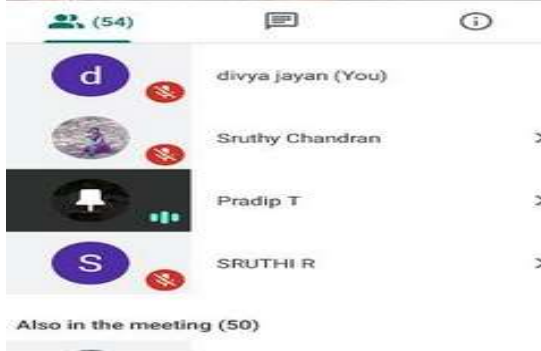 (54)
d
divya jayan (You)
Sruthy Chandran
Pradip T
S
SRUTHI R
Also in the meeting (50)